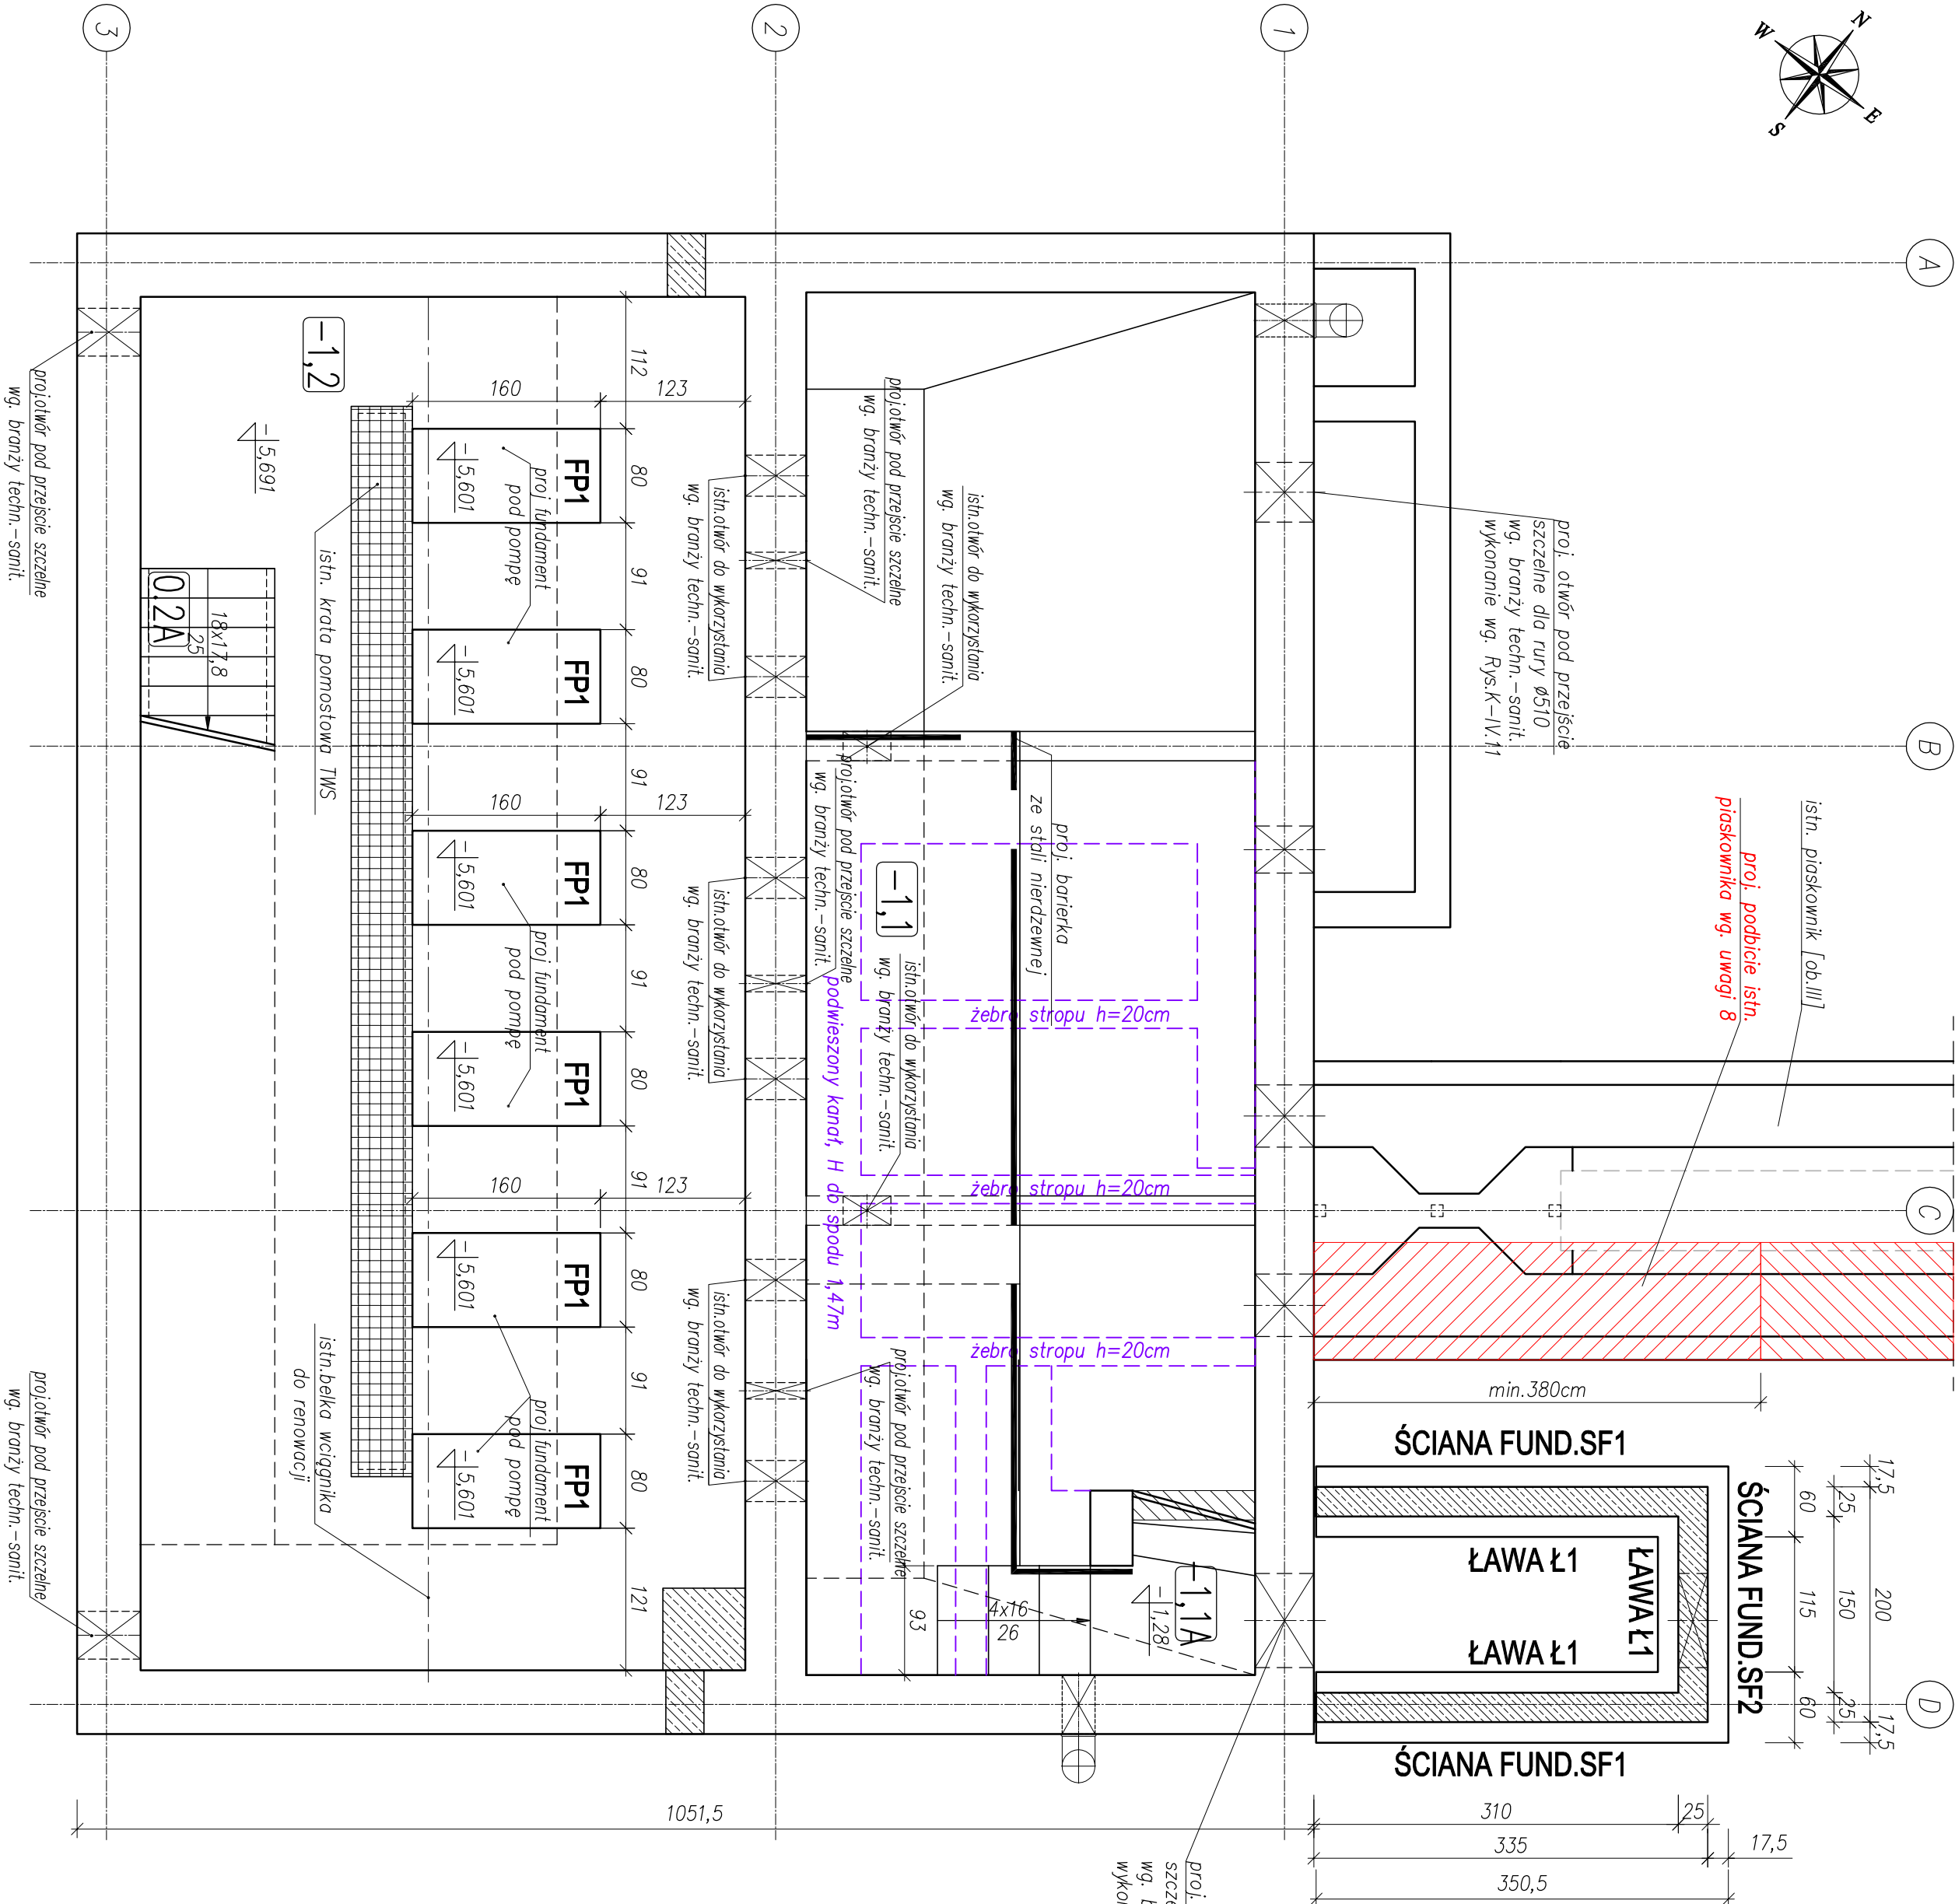 3
2
1
N
W
E
S
A
B
C
D
proj. otwór pod przejście
szczelne dla rury ø510
wg. branży techn.-sanit.
wykonanie wg. Rys.K-IV.11
istn. piaskownik [ob.III]
proj. podbicie istn.
piaskownika wg. uwagi 8
min.380cm
ŚCIANA FUND.SF1
ŚCIANA FUND.SF2
ŚCIANA FUND.SF1
ŁAWA Ł1
ŁAWA Ł1
ŁAWA Ł1
17,5
200
17,5
25
150
25
60
115
60
310
25
335
17,5
350,5
1051,5
-1,2
-5,691
0.2A
18x17,8
25
istn. krata pomostowa TWS
istn.belka wciągnika
do renowacji
112
80
91
80
91
80
91
80
91
80
91
80
121
160
123
160
123
160
123
FP1
-5,601
FP1
-5,601
FP1
-5,601
FP1
-5,601
FP1
-5,601
FP1
-5,601
proj fundament
pod pompę
proj fundament
pod pompę
proj fundament
pod pompę
proj.otwór pod przejście szczelne
wg. branży techn.-sanit.
proj.otwór pod przejście szczelne
wg. branży techn.-sanit.
istn.otwór do wykorzystania
wg. branży techn.-sanit.
istn.otwór do wykorzystania
wg. branży techn.-sanit.
istn.otwór do wykorzystania
wg. branży techn.-sanit.
proj.otwór pod przejście szczelne
wg. branży techn.-sanit.
istn.otwór do wykorzystania
wg. branży techn.-sanit.
proj.otwór pod przejście szczelne
wg. branży techn.-sanit.
istn.otwór do wykorzystania
wg. branży techn.-sanit.
proj.otwór pod przejście szczelne
wg. branży techn.-sanit.
-1,1
proj. barierka
ze stali nierdzewnej
podwieszony kanał, H do spodu 1,47m
żebro stropu h=20cm
żebro stropu h=20cm
żebro stropu h=20cm
-1,1A
-1,28
4x16
26
93
proj.